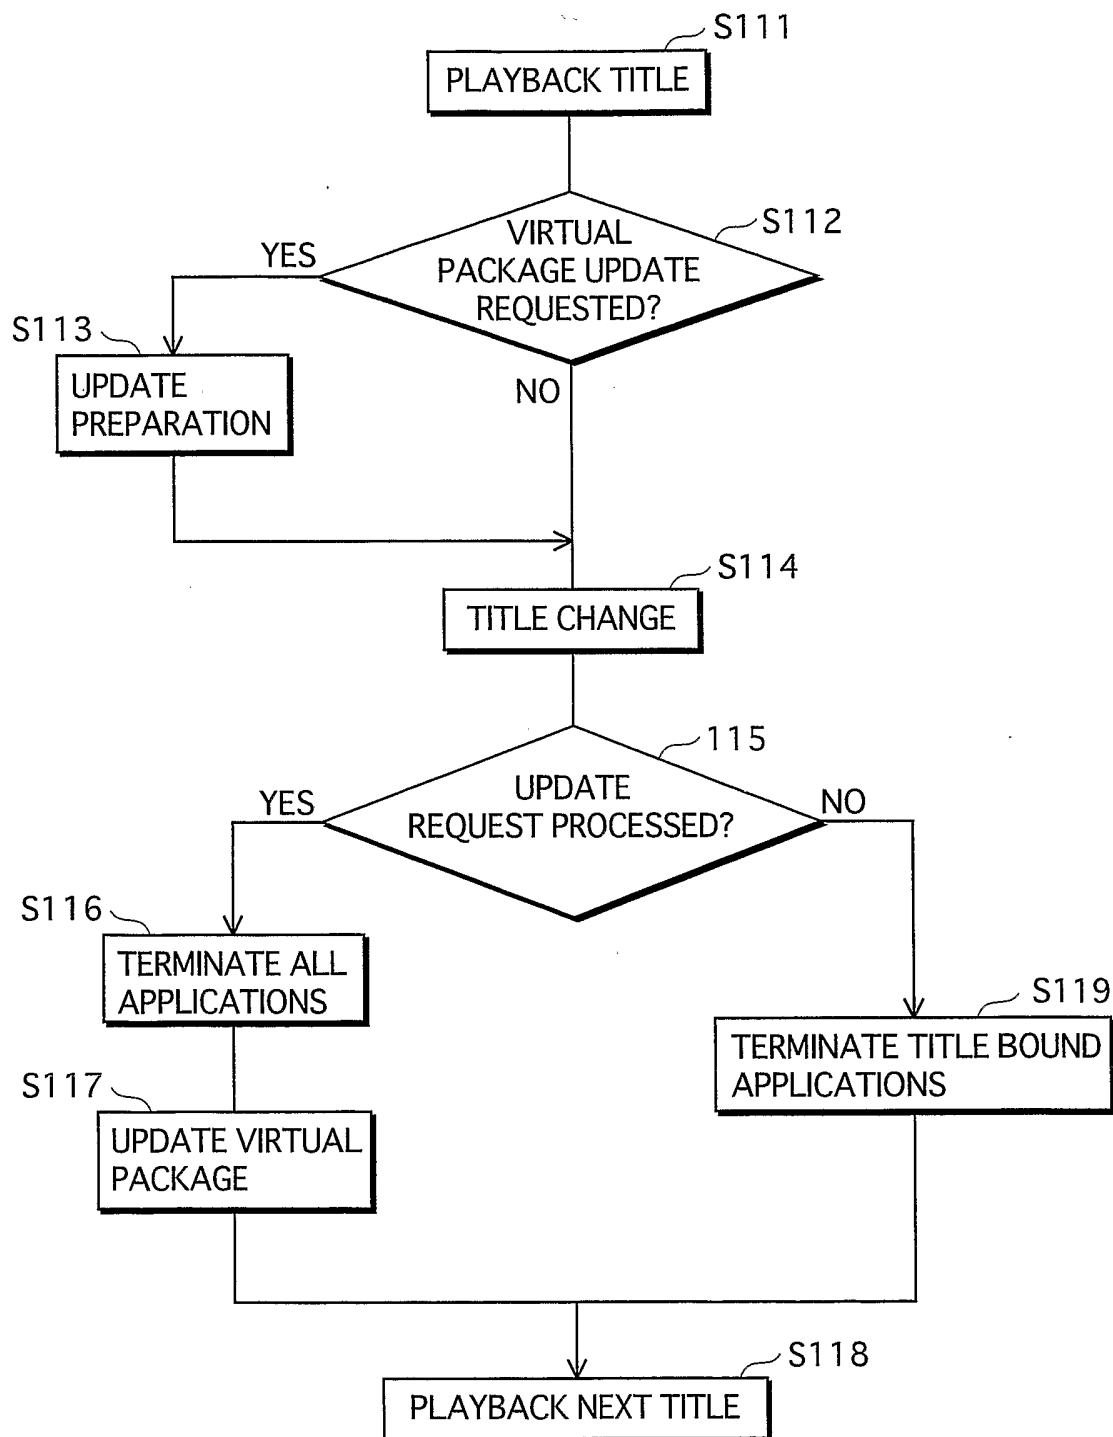 S111
PLAYBACK TITLE
S112
VIRTUAL
PACKAGE UPDATE
REQUESTED?
YES
NO
S113
UPDATE
PREPARATION
S114
TITLE CHANGE
115
UPDATE
REQUEST PROCESSED?
YES
NO
S116
TERMINATE ALL
APPLICATIONS
S119
TERMINATE TITLE BOUND
APPLICATIONS
S117
UPDATE VIRTUAL
PACKAGE
S118
PLAYBACK NEXT TITLE